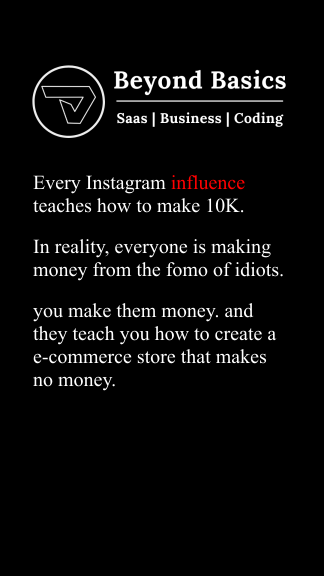 Beyond Basics
Saas | Business | Coding
Every Instagram influence
teaches how to make 10K.
In reality, everyone is making
money from the fomo of idiots.
you make them money. and
they teach you how to create a
e-commerce store that makes
no money.